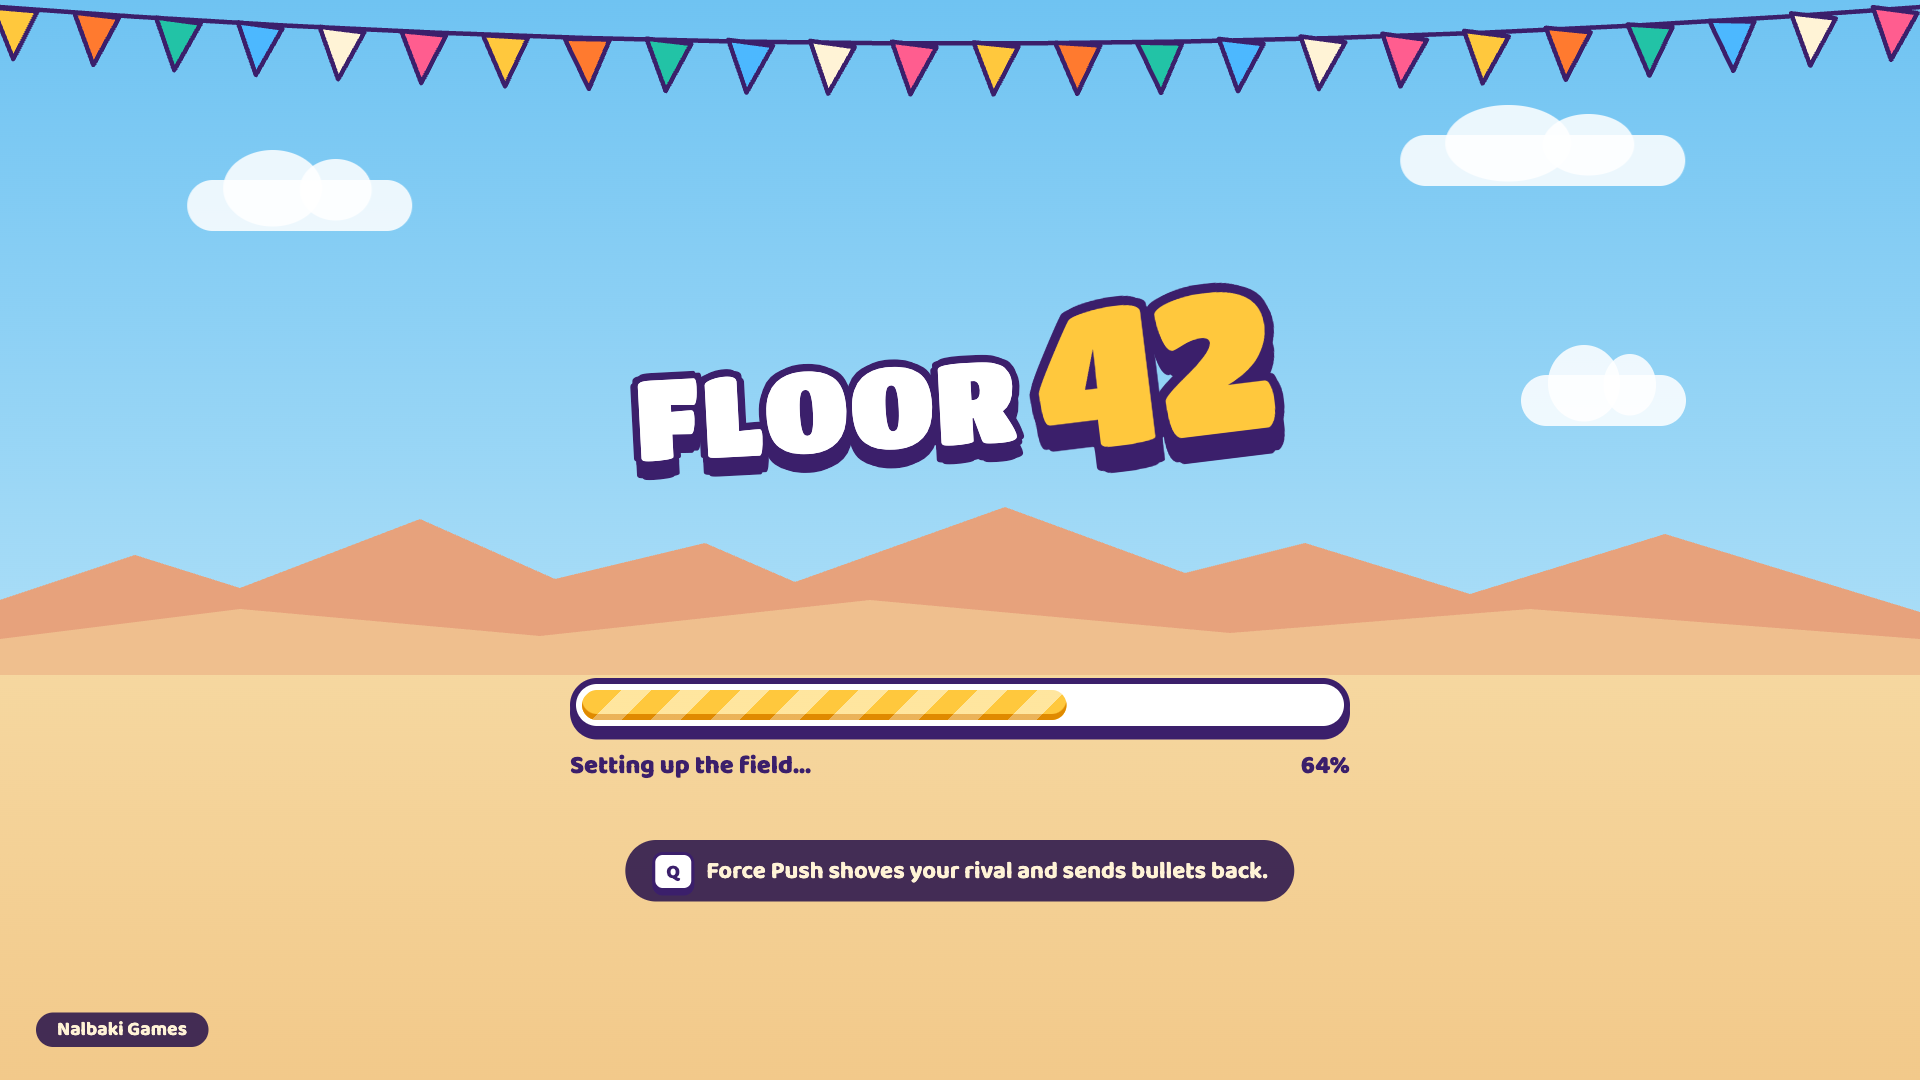 FLOOR 42
Setting up the field...
64%
Q Force Push shoves your rival and sends bullets back.
Nalbaki Games